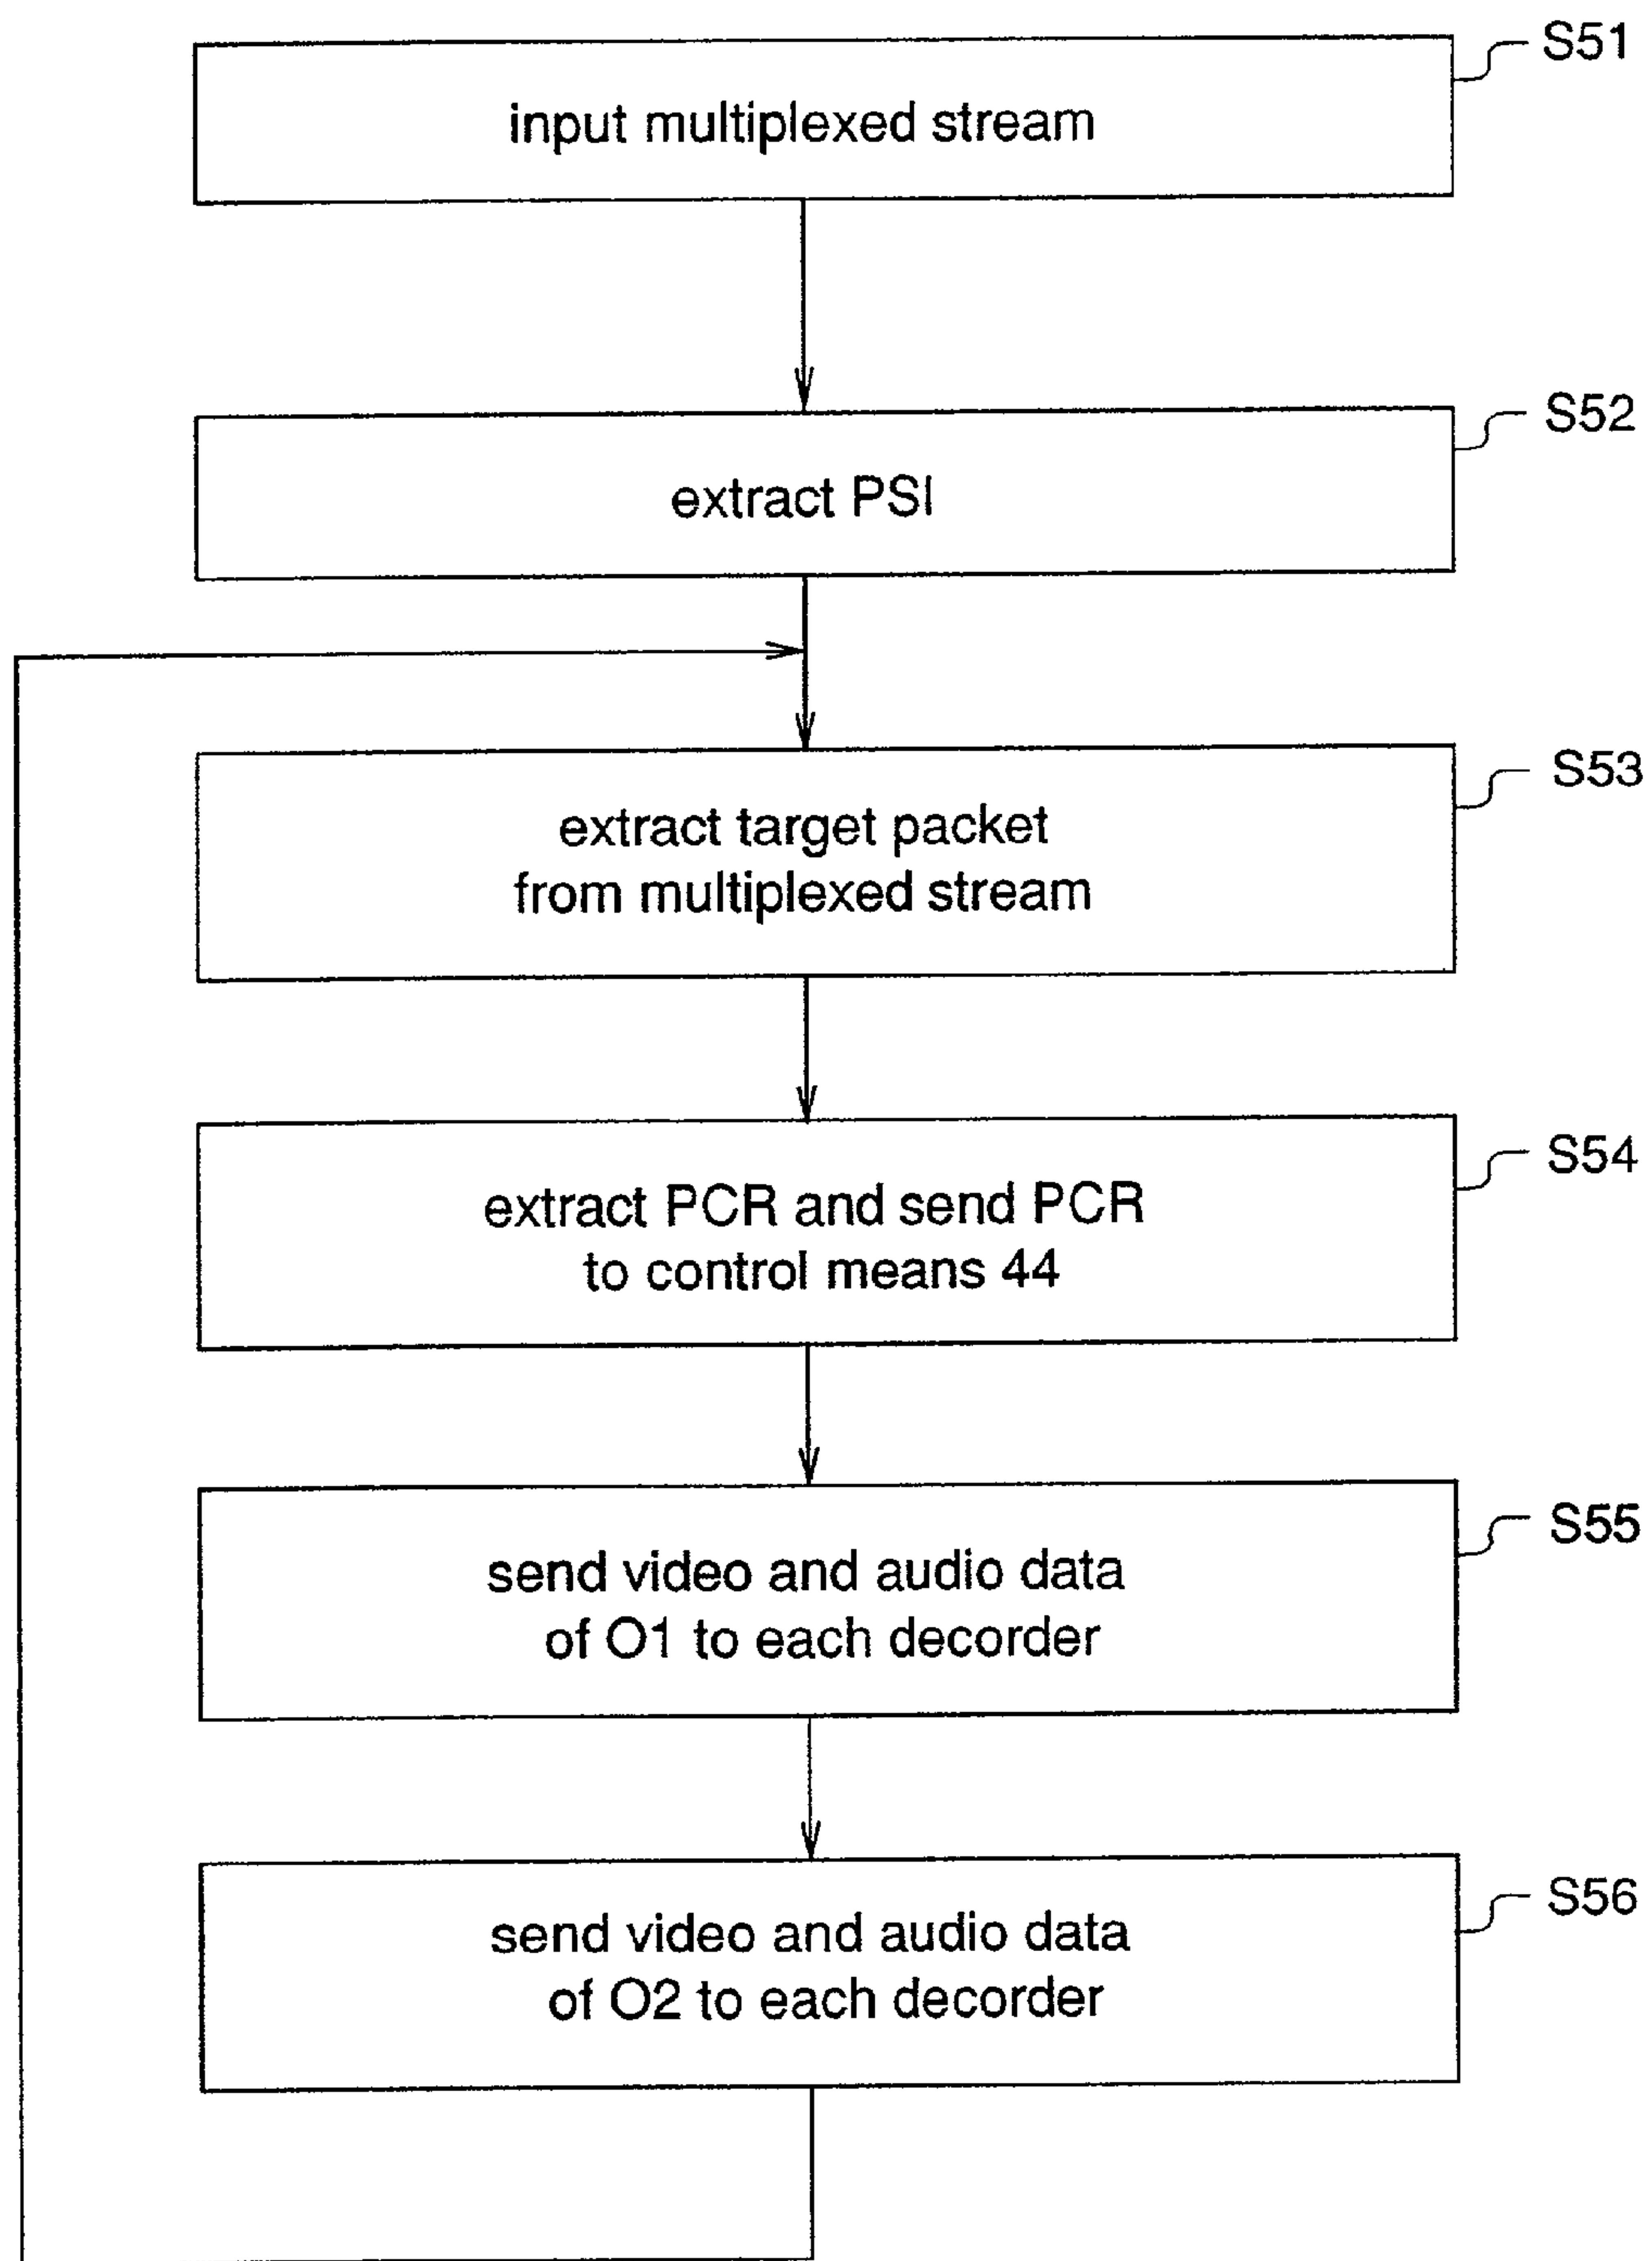 S51
input multiplexed stream
S52
extract PSI
S53
extract target packet
from multiplexed stream
S54
extract PCR and send PCR
to control means 44
S55
send video and audio data
of O1 to each decorder
S56
send video and audio data
of O2 to each decorder